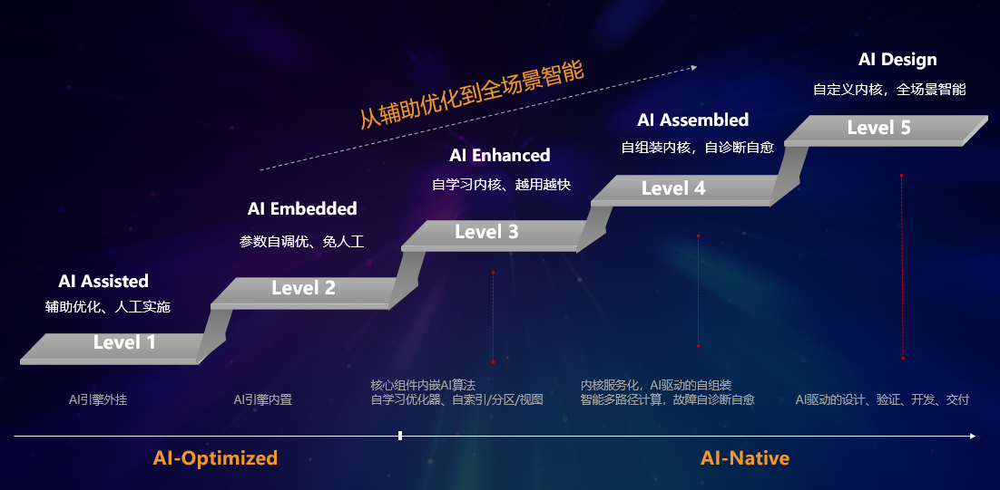 从辅助优化到全场景智能
AI Assisted
辅助优化、人工实施
Level 1
AI Embedded
参数自调优、免人工
Level 2
AI Enhanced
自学习内核、越用越快
Level 3
AI Assembled
自组装内核，自诊断自愈
Level 4
AI Design
自定义内核，全场景智能
Level 5
AI引擎外挂
AI引擎内置
核心组件内嵌AI算法
自学习优化器、自索引/分区/视图
内核服务化，AI驱动的自组装
智能多路径计算，故障自诊断自愈
AI驱动的设计、验证、开发、交付
AI-Optimized
AI-Native